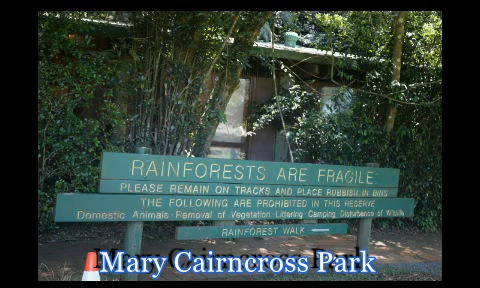 RAINFORESTS ARE FRAGILE
PLEASE REMAIN ON TRACKS AND PLACE RUBBISH IN BINS
THE FOLLOWING ARE PROHIBITED IN THIS RESERVE
Domestic Animals Removal of Vegetation Littering Camping Disturbance of Wildlife
RAINFOREST WALK
Mary Cairncross Park